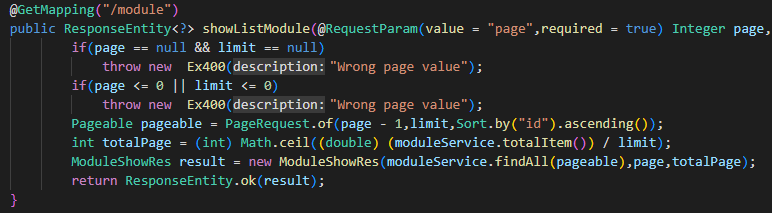 @GetMapping("/module")
public ResponseEntity<?> showListModule(@RequestParam(value = "page",required = true) Integer page,
if(page == null && limit == null)
throw new  Ex400(description: "Wrong page value");
if(page <= 0 || limit <= 0)
throw new  Ex400(description: "Wrong page value");
Pageable pageable = PageRequest.of(page - 1,limit,Sort.by("id").ascending());
int totalPage = (int) Math.ceil((double) (moduleService.totalItem()) / limit);
ModuleShowRes result = new ModuleShowRes(moduleService.findAll(pageable),page,totalPage);
return ResponseEntity.ok(result);
}